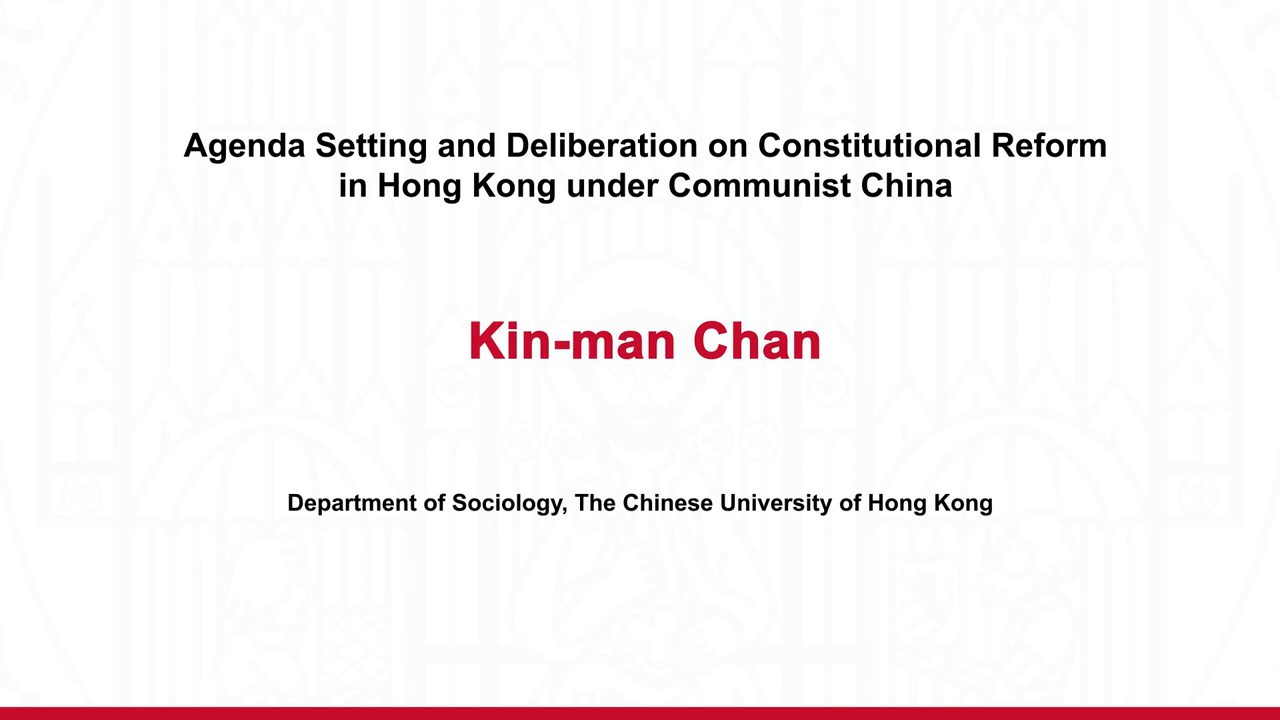 Agenda Setting and Deliberation on Constitutional Reform
in Hong Kong under Communist China
Kin-man Chan
Department of Sociology, The Chinese University of Hong Kong